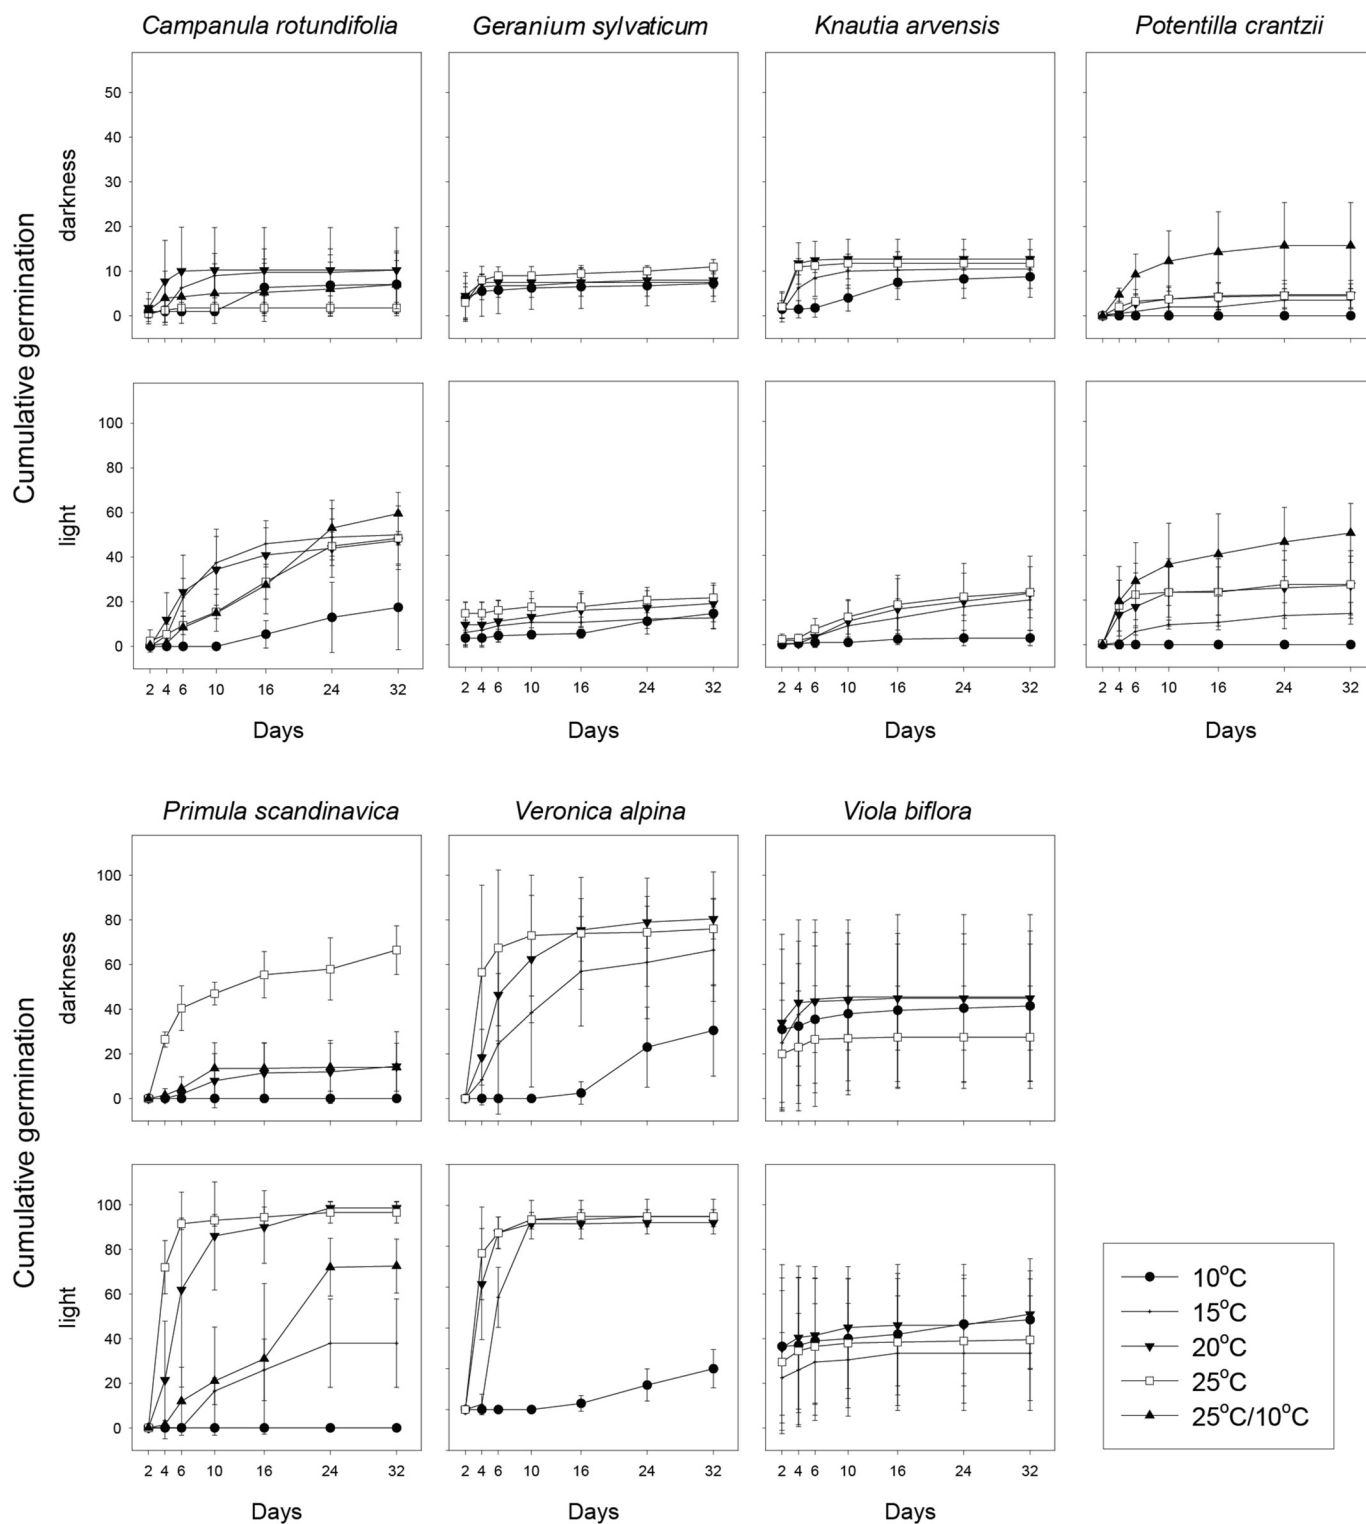 Campanula rotundifolia Geranium sylvaticum Knautia arvensis Potentilla crantzii
Cumulative germination
darkness
50
40
30
20
10
0
light
100
80
60
40
20
0
2 4 6 10 16 24 32 2 4 6 10 16 24 32 2 4 6 10 16 24 32 2 4 6 10 16 24 32
Days Days Days Days
Primula scandinavica Veronica alpina Viola biflora
Cumulative germination
darkness
100
80
60
40
20
0
light
100
80
60
40
20
0
2 4 6 10 16 24 32 2 4 6 10 16 24 32 2 4 6 10 16 24 32
Days Days Days
10°C
15°C
20°C
25°C
25°C/10°C